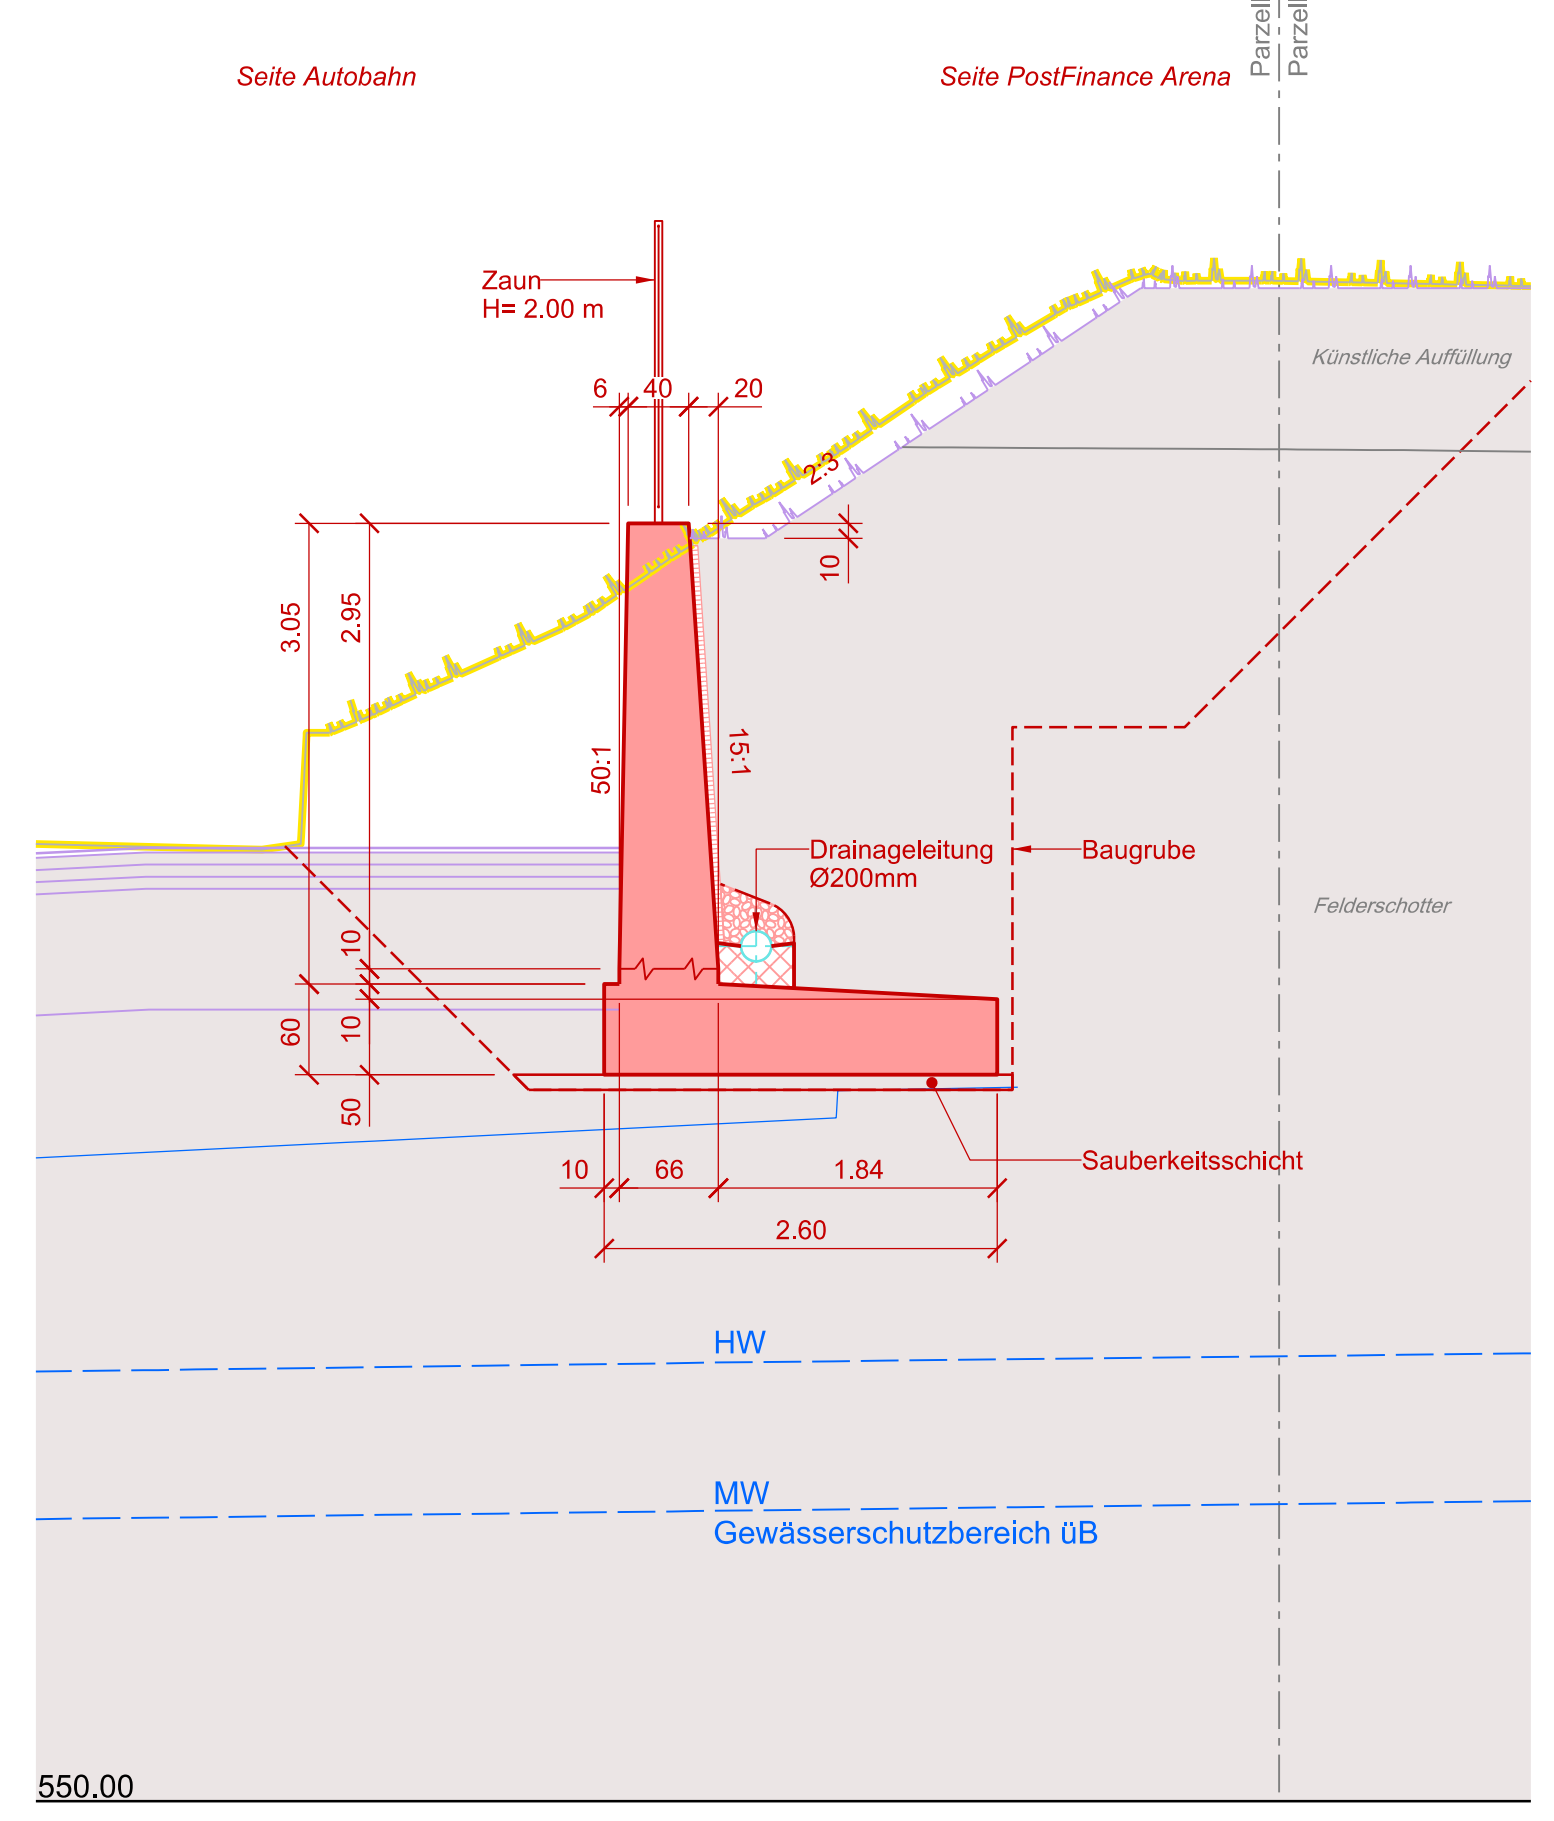 Parzell
Parzell
Seite Autobahn
Seite PostFinance Arena
Zaun
H= 2.00 m
6 40 20
Künstliche Auffüllung
2:3
10
3.05
2.95
50:1
15:1
Drainageleitung
Ø200mm
Baugrube
Felderschotter
10
60
10
50
10 66 1.84
Sauberkeitsschicht
2.60
HW
MW
Gewässerschutzbereich üB
550.00